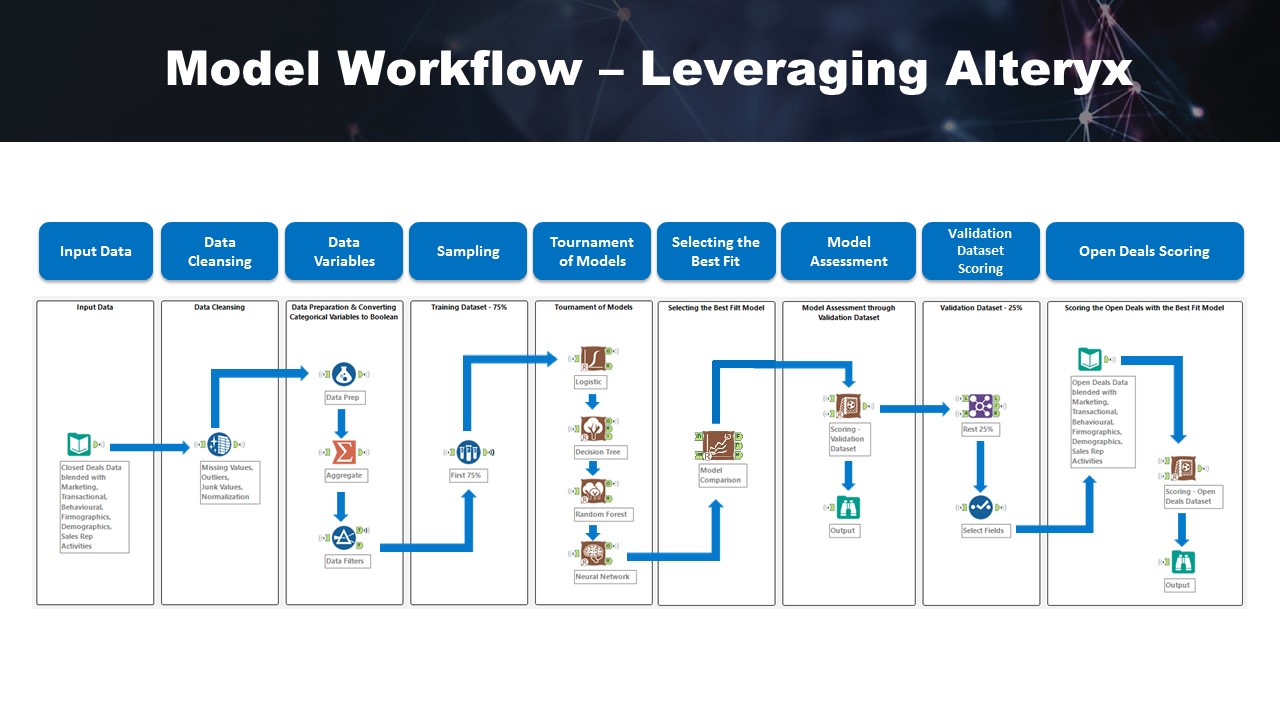 Model Workflow – Leveraging Alteryx
Input Data
Data
Cleansing
Data
Variables
Sampling
Tournament
of Models
Selecting the
Best Fit
Model
Assessment
Validation
Dataset
Scoring
Open Deals Scoring
Input Data
Closed Deals Data
blended with
Marketing,
Transactional,
Behavioural,
Firmographics,
Demographics,
Sales Rep
Activities
Data Cleansing
Missing Values,
Outliers,
Junk Values,
Normalization
Data Preparation & Converting
Categorical Variables to Boolean
Data Prep
Aggregate
Data Filters
Training Dataset - 75%
First 75%
Tournament of Models
Logistic
Decision Tree
Random Forest
Neural Network
Selecting the Best Filt Model
Model
Comparison
Model Assessment through
Validation Dataset
Scoring -
Validation
Dataset
Output
Validation Dataset - 25%
Rest 25%
Select Fields
Scoring the Open Deals with the Best Fit Model
Open Deals Data
blended with
Marketing,
Transactional,
Behavioural,
Firmographics,
Demographics,
Sales Rep
Activities
Scoring - Open
Deals Dataset
Output